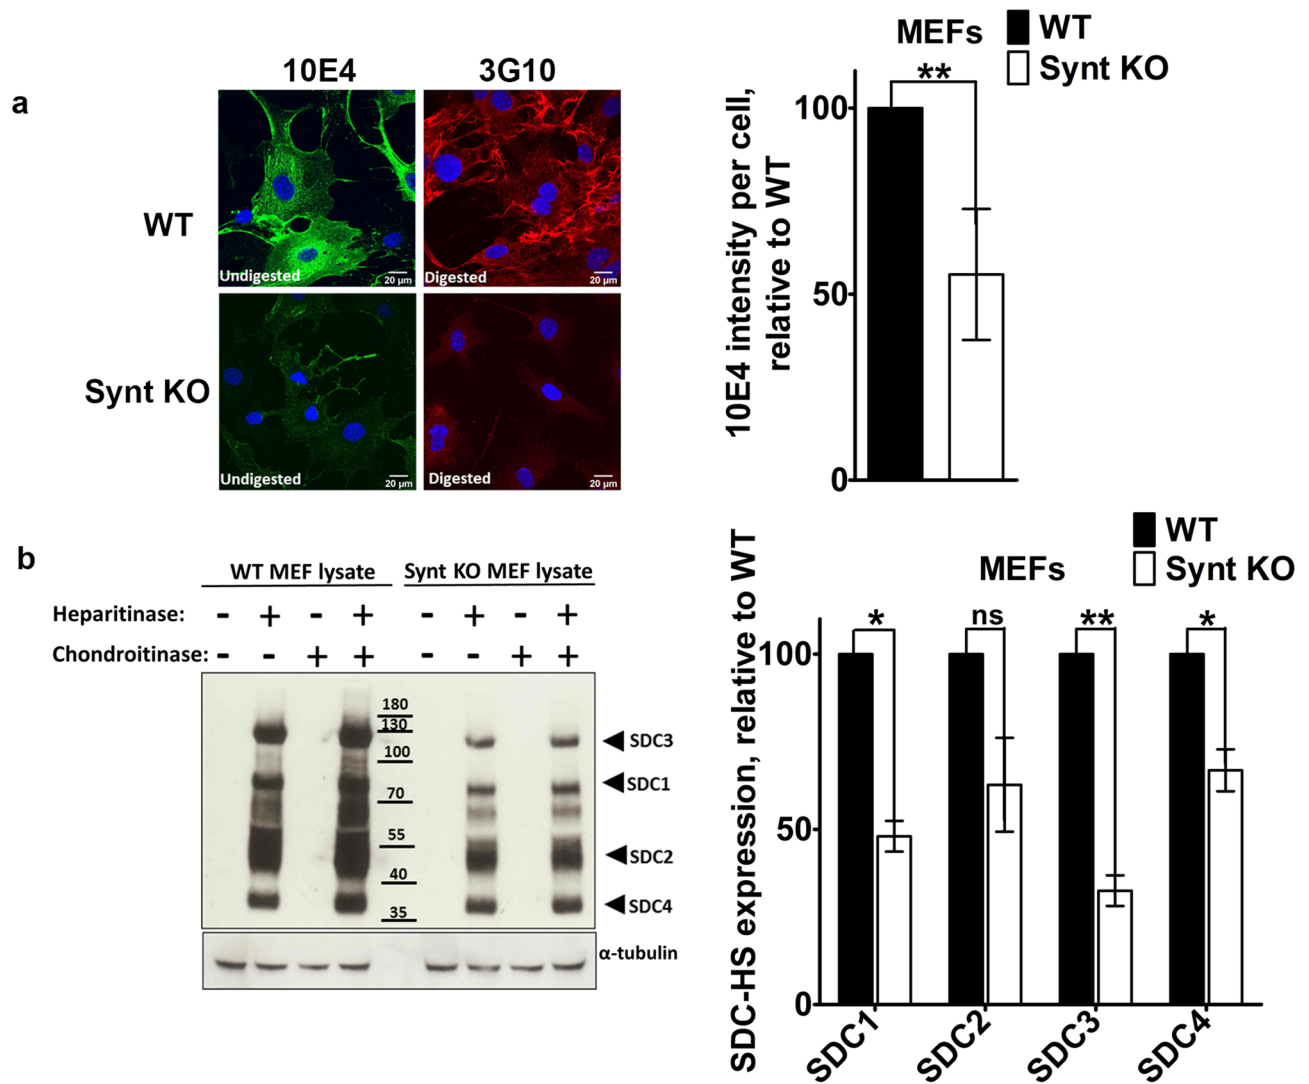 a
10E4
3G10
WT
Undigested
20 µm
Digested
20 µm
Synt KO
Undigested
20 µm
Digested
20 µm
MEFs
WT
Synt KO
**
10E4 intensity per cell,
relative to WT
100
50
0
b
WT MEF lysate
Synt KO MEF lysate
Heparitinase: - + - + - + - +
Chondroitinase: - - + + - - + +
180
130
100
70
55
40
35
SDC3
SDC1
SDC2
SDC4
α-tubulin
WT
Synt KO
MEFs
SDC-HS expression, relative to WT
100
50
0
* ns ** *
SDC1 SDC2 SDC3 SDC4